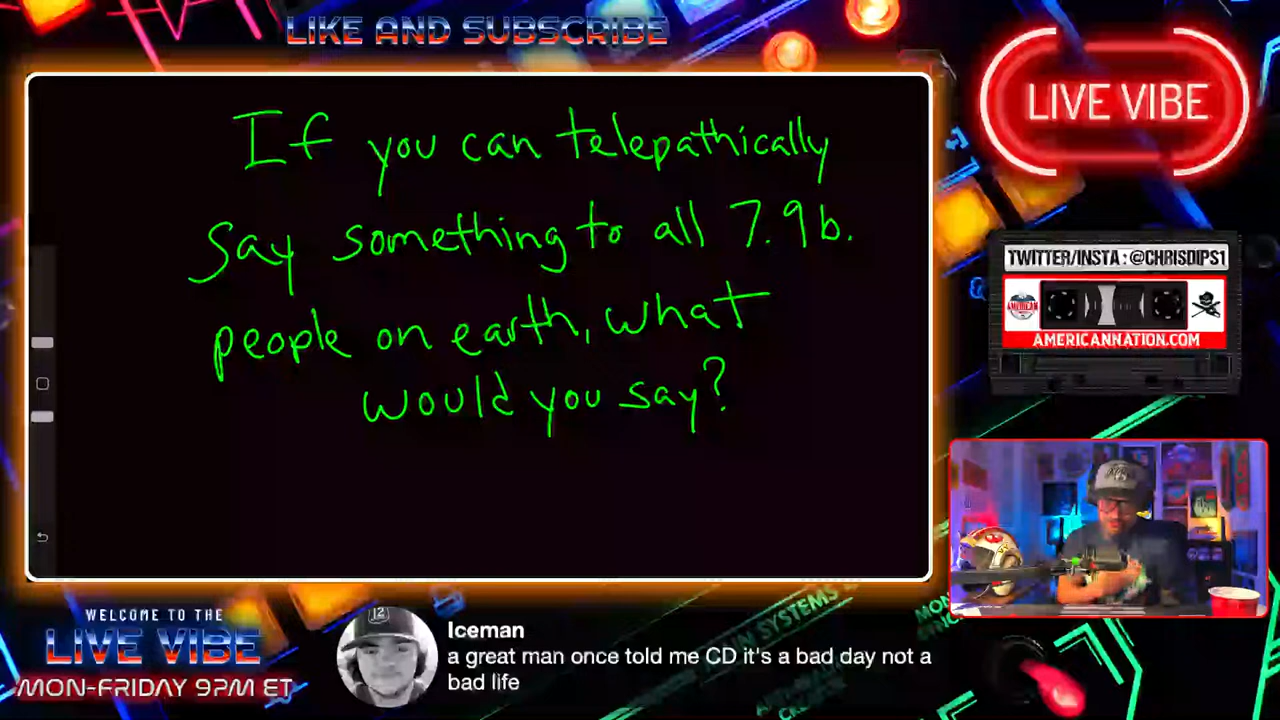 LIKE AND SUBSCRIBE
LIVE VIBE
If you can telepathically
say something to all 7.9b.
people on earth, what
would you say?
TWITTER/INSTA : @CHRISDIPS1
AMERICANNATION.COM
WELCOME TO THE
LIVE VIBE
MON-FRIDAY 9PM ET
12
Iceman
a great man once told me CD it's a bad day not a
bad life